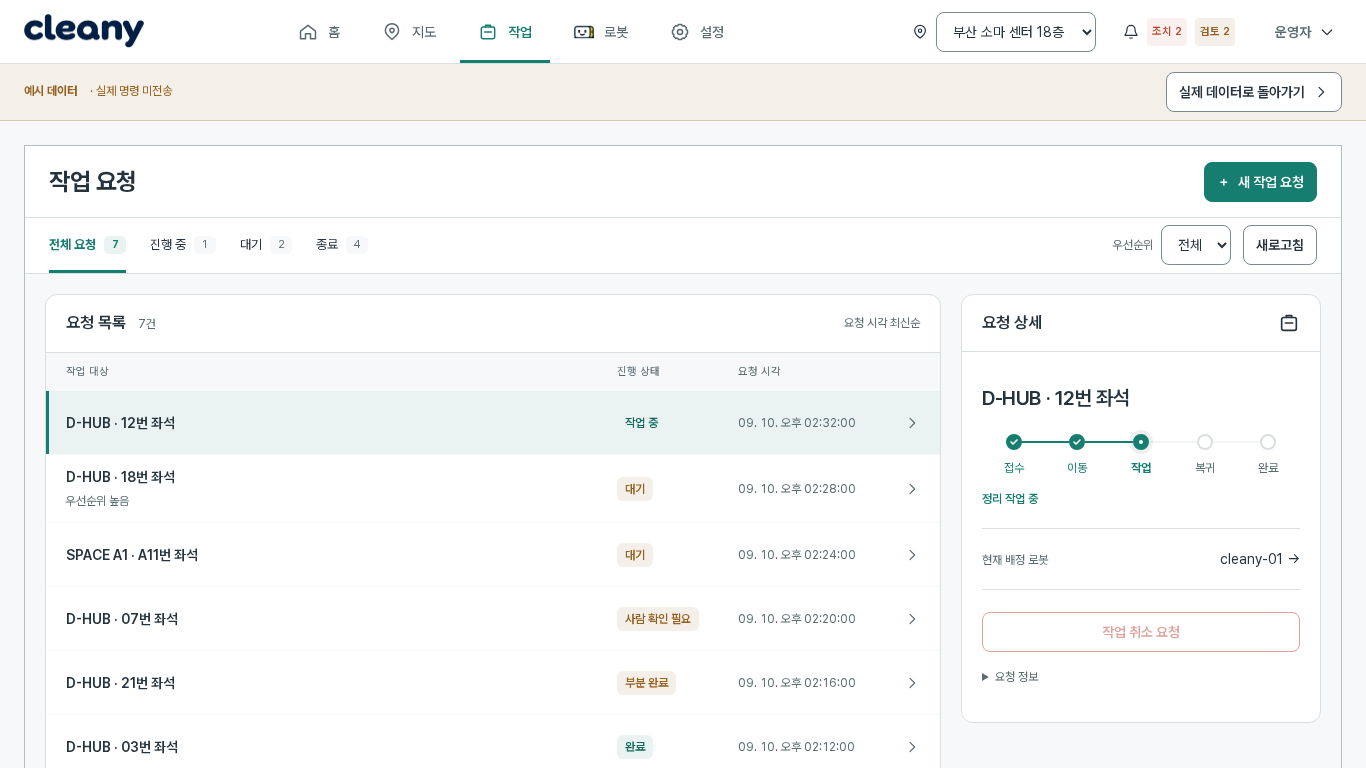 cleany
홈
지도
작업
로봇
설정
부산 소마 센터 18층
조치 2
검토 2
운영자
예시 데이터 · 실제 명령 미전송
실제 데이터로 돌아가기
작업 요청
+ 새 작업 요청
전체 요청 7
진행 중 1
대기 2
종료 4
우선순위
전체
새로고침
요청 목록 7건
요청 시각 최신순
작업 대상 진행 상태 요청 시각
D-HUB · 12번 좌석 작업 중 09. 10. 오후 02:32:00
D-HUB · 18번 좌석 대기 09. 10. 오후 02:28:00
우선순위 높음
SPACE A1 · A11번 좌석 대기 09. 10. 오후 02:24:00
D-HUB · 07번 좌석 사람 확인 필요 09. 10. 오후 02:20:00
D-HUB · 21번 좌석 부분 완료 09. 10. 오후 02:16:00
D-HUB · 03번 좌석 완료 09. 10. 오후 02:12:00
요청 상세
D-HUB · 12번 좌석
접수 이동 작업 복귀 완료
정리 작업 중
현재 배정 로봇 cleany-01 →
작업 취소 요청
▶ 요청 정보